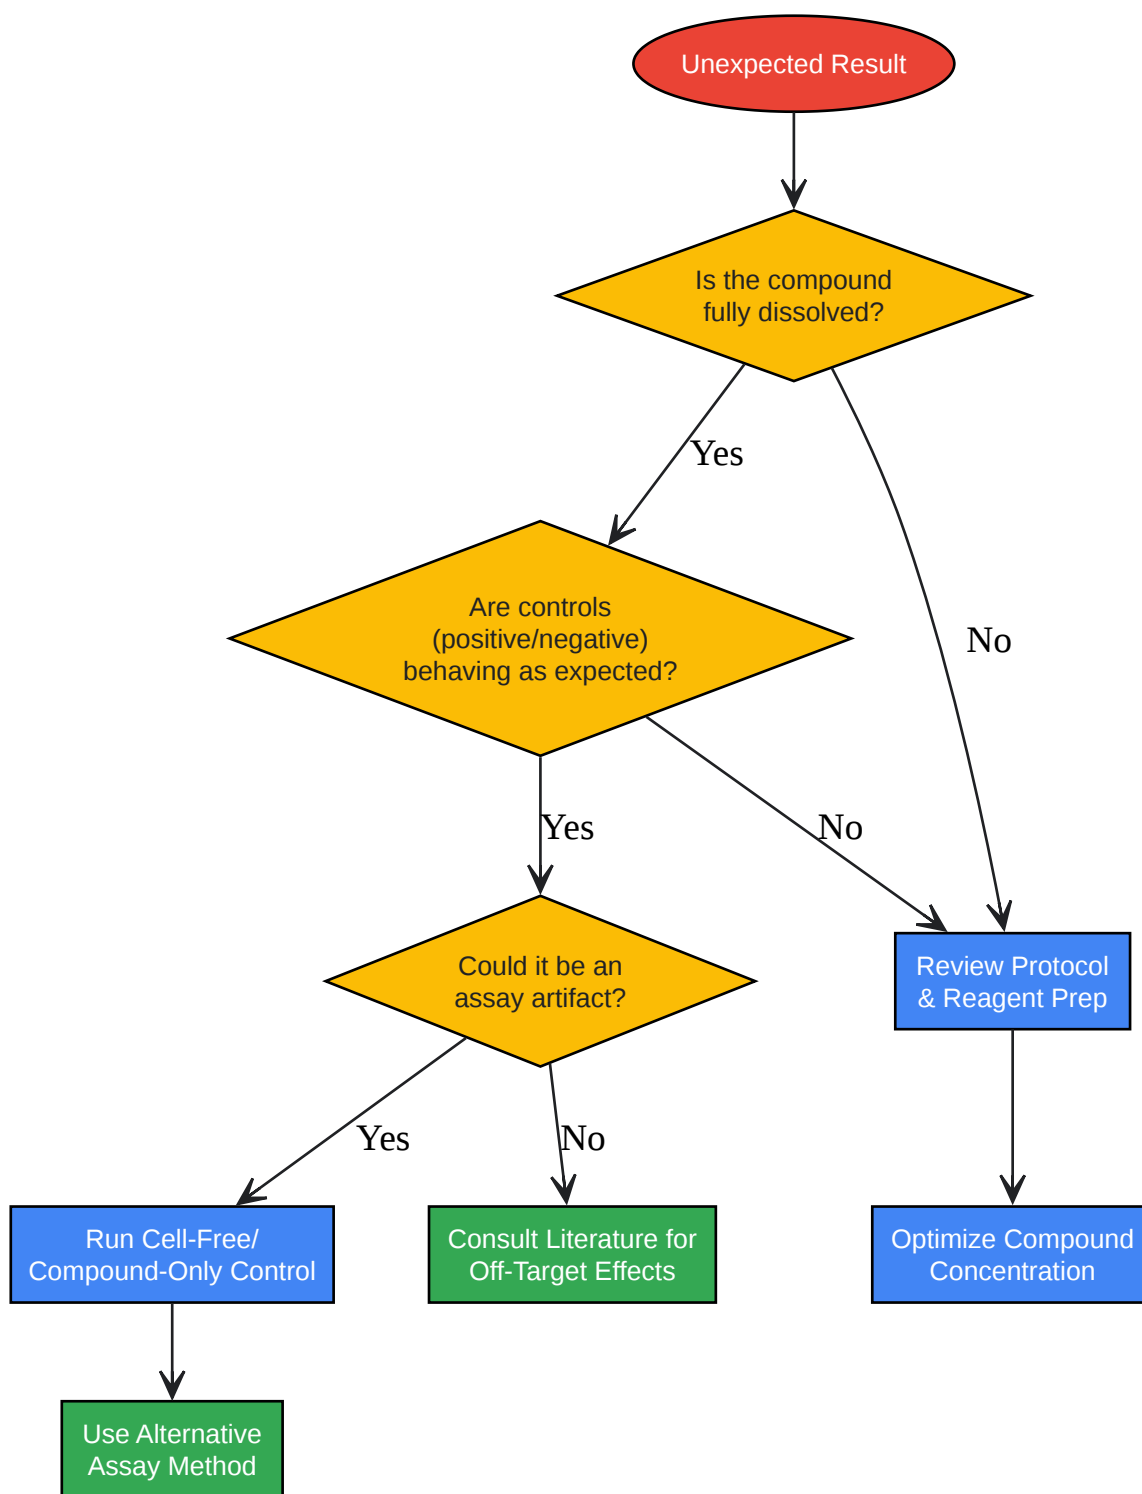 Unexpected Result
Is the compound
fully dissolved?
Yes
Are controls
(positive/negative)
behaving as expected?
No
Yes
No
Could it be an
assay artifact?
Review Protocol
& Reagent Prep
Yes
No
Run Cell-Free/
Compound-Only Control
Consult Literature for
Off-Target Effects
Optimize Compound
Concentration
Use Alternative
Assay Method